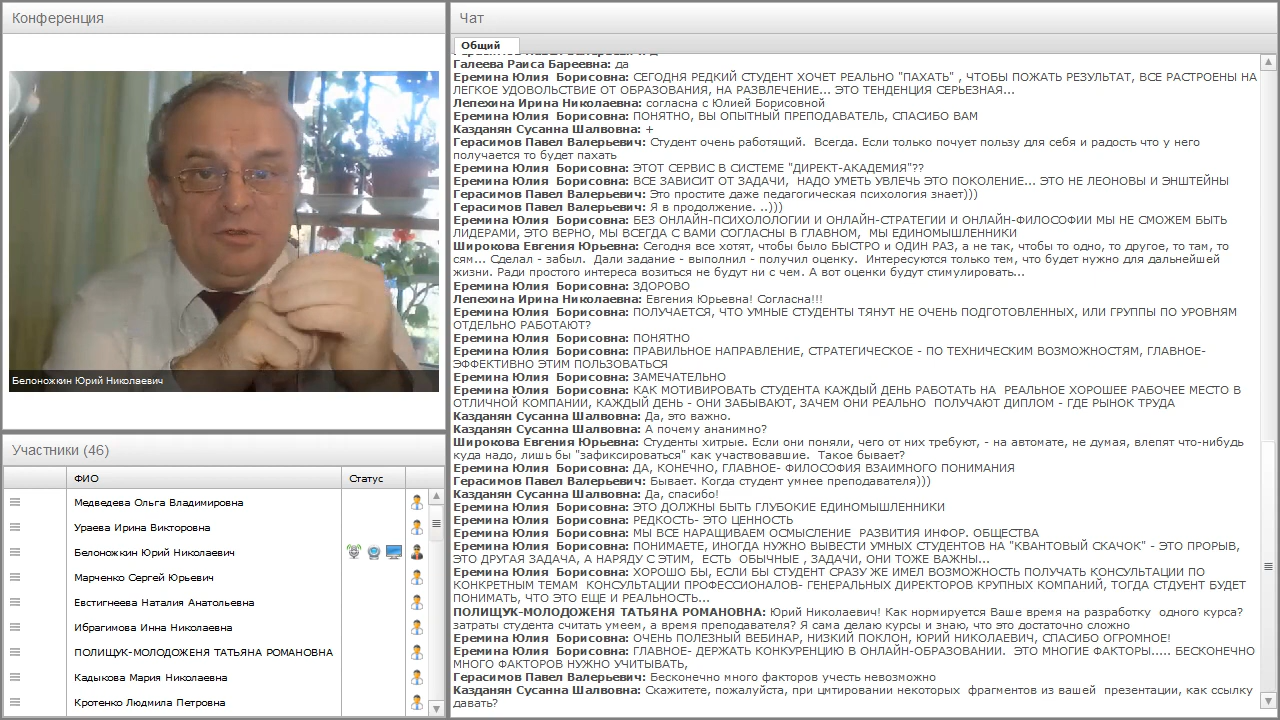 Конференция
Белоножкин Юрий Николаевич
Участники (46)
ФИО
Статус
Медведева Ольга Владимировна
Ураева Ирина Викторовна
Белоножкин Юрий Николаевич
Марченко Сергей Юрьевич
Евстигнеева Наталия Анатольевна
Ибрагимова Инна Николаевна
ПОЛИЩУК-МОЛОДОЖЕНЯ ТАТЬЯНА РОМАНОВНА
Кадыкова Мария Николаевна
Кротенко Людмила Петровна
Чат
Общий
Галеева Раиса Бареевна: да
Еремина Юлия  Борисовна: СЕГОДНЯ РЕДКИЙ СТУДЕНТ ХОЧЕТ РЕАЛЬНО "ПАХАТЬ" , ЧТОБЫ ПОЖАТЬ РЕЗУЛЬТАТ, ВСЕ РАСТРОЕНЫ НА
ЛЕГКОЕ УДОВОЛЬСТВИЕ ОТ ОБРАЗОВАНИЯ, НА РАЗВЛЕЧЕНИЕ... ЭТО ТЕНДЕНЦИЯ СЕРЬЕЗНАЯ...
Лепехина Ирина Николаевна: согласна с Юлией Борисовной
Еремина Юлия  Борисовна: ПОНЯТНО, ВЫ ОПЫТНЫЙ ПРЕПОДАВАТЕЛЬ, СПАСИБО ВАМ
Казданян Сусанна Шалвовна: +
Герасимов Павел Валерьевич: Студент очень работящий.  Всегда. Если только почует пользу для себя и радость что у него
получается то будет пахать
Еремина Юлия  Борисовна: ЭТОТ СЕРВИС В СИСТЕМЕ "ДИРЕКТ-АКАДЕМИЯ"??
Еремина Юлия  Борисовна: ВСЕ ЗАВИСИТ ОТ ЗАДАЧИ,  НАДО УМЕТЬ УВЛЕЧЬ ЭТО ПОКОЛЕНИЕ... ЭТО НЕ ЛЕОНОВЫ И ЭНШТЕЙНЫ
Герасимов Павел Валерьевич: Это простите даже педагогическая психология знает)))
Герасимов Павел Валерьевич: Я в продолжение. ..)))
Еремина Юлия  Борисовна: БЕЗ ОНЛАЙН-ПСИХОЛОЛОГИИ И ОНЛАЙН-СТРАТЕГИИ И ОНЛАЙН-ФИЛОСОФИИ МЫ НЕ СМОЖЕМ БЫТЬ
ЛИДЕРАМИ, ЭТО ВЕРНО, МЫ ВСЕГДА С ВАМИ СОГЛАСНЫ В ГЛАВНОМ,  МЫ ЕДИНОМЫШЛЕННИКИ
Широкова Евгения Юрьевна: Сегодня все хотят, чтобы было БЫСТРО и ОДИН РАЗ, а не так, чтобы то одно, то другое, то там, то
сям... Сделал - забыл.  Дали задание - выполнил - получил оценку.  Интересуются только тем, что будет нужно для дальнейшей
жизни. Ради простого интереса возиться не будут ни с чем. А вот оценки будут стимулировать...
Еремина Юлия  Борисовна: ЗДОРОВО
Лепехина Ирина Николаевна: Евгения Юрьевна! Согласна!!!
Еремина Юлия  Борисовна: ПОЛУЧАЕТСЯ, ЧТО УМНЫЕ СТУДЕНТЫ ТЯНУТ НЕ ОЧЕНЬ ПОДГОТОВЛЕННЫХ, ИЛИ ГРУППЫ ПО УРОВНЯМ
ОТДЕЛЬНО РАБОТАЮТ?
Еремина Юлия  Борисовна: ПОНЯТНО
Еремина Юлия  Борисовна: ПРАВИЛЬНОЕ НАПРАВЛЕНИЕ, СТРАТЕГИЧЕСКОЕ - ПО ТЕХНИЧЕСКИМ ВОЗМОЖНОСТЯМ, ГЛАВНОЕ-
ЭФФЕКТИВНО ЭТИМ ПОЛЬЗОВАТЬСЯ
Еремина Юлия  Борисовна: ЗАМЕЧАТЕЛЬНО
Еремина Юлия  Борисовна: КАК МОТИВИРОВАТЬ СТУДЕНТА КАЖДЫЙ ДЕНЬ РАБОТАТЬ НА  РЕАЛЬНОЕ ХОРОШЕЕ РАБОЧЕЕ МЕСТО В
ОТЛИЧНОЙ КОМПАНИИ, КАЖДЫЙ ДЕНЬ - ОНИ ЗАБЫВАЮТ, ЗАЧЕМ ОНИ РЕАЛЬНО  ПОЛУЧАЮТ ДИПЛОМ - ГДЕ РЫНОК ТРУДА
Казданян Сусанна Шалвовна: Да, это важно.
Казданян Сусанна Шалвовна: А почему ананимно?
Широкова Евгения Юрьевна: Студенты хитрые. Если они поняли, чего от них требуют, - на автомате, не думая, влепят что-нибудь
куда надо, лишь бы "зафиксироваться" как участвовавшие.  Такое бывает?
Еремина Юлия  Борисовна: ДА, КОНЕЧНО, ГЛАВНОЕ- ФИЛОСОФИЯ ВЗАИМНОГО ПОНИМАНИЯ
Герасимов Павел Валерьевич: Бывает. Когда студент умнее преподавателя)))
Казданян Сусанна Шалвовна: Да, спасибо!
Еремина Юлия  Борисовна: ЭТО ДОЛЖНЫ БЫТЬ ГЛУБОКИЕ ЕДИНОМЫШЛЕННИКИ
Еремина Юлия  Борисовна: РЕДКОСТЬ- ЭТО ЦЕННОСТЬ
Еремина Юлия  Борисовна: МЫ ВСЕ НАРАЩИВАЕМ ОСМЫСЛЕНИЕ  РАЗВИТИЯ ИНФОР. ОБЩЕСТВА
Еремина Юлия  Борисовна: ПОНИМАЕТЕ, ИНОГДА НУЖНО ВЫВЕСТИ УМНЫХ СТУДЕНТОВ НА "КВАНТОВЫЙ СКАЧОК" - ЭТО ПРОРЫВ,
ЭТО ДРУГАЯ ЗАДАЧА, А НАРЯДУ С ЭТИМ,  ЕСТЬ  ОБЫЧНЫЕ , ЗАДАЧИ, ОНИ ТОЖЕ ВАЖНЫ...
Еремина Юлия  Борисовна: ХОРОШО БЫ, ЕСЛИ БЫ СТУДЕНТ СРАЗУ ЖЕ ИМЕЛ ВОЗМОЖНОСТЬ ПОЛУЧАТЬ КОНСУЛЬТАЦИИ ПО
КОНКРЕТНЫМ ТЕМАМ  КОНСУЛЬТАЦИИ ПРОФЕССИОНАЛОВ- ГЕНЕРАЛЬНЫХ ДИРЕКТОРОВ КРУПНЫХ КОМПАНИЙ, ТОГДА СТДУЕНТ БУДЕТ
ПОНИМАТЬ, ЧТО ЭТО ЕЩЕ И РЕАЛЬНОСТЬ...
ПОЛИЩУК-МОЛОДОЖЕНЯ ТАТЬЯНА РОМАНОВНА: Юрий Николаевич! Как нормируется Ваше время на разработку  одного курса?
затраты студента считать умеем, а время преподавателя? Я сама делаю курсы и знаю, что это достаточно сложно
Еремина Юлия  Борисовна: ОЧЕНЬ ПОЛЕЗНЫЙ ВЕБИНАР, НИЗКИЙ ПОКЛОН, ЮРИЙ НИКОЛАЕВИЧ, СПАСИБО ОГРОМНОЕ!
Еремина Юлия  Борисовна: ГЛАВНОЕ- ДЕРЖАТЬ КОНКУРЕНЦИЮ В ОНЛАЙН-ОБРАЗОВАНИИ.  ЭТО МНОГИЕ ФАКТОРЫ..... БЕСКОНЕЧНО
МНОГО ФАКТОРОВ НУЖНО УЧИТЫВАТЬ,
Герасимов Павел Валерьевич: Бесконечно много факторов учесть невозможно
Казданян Сусанна Шалвовна: Скажитете, пожалуйста, при цмтировании некоторых  фрагментов из вашей  презентации, как ссылку
давать?